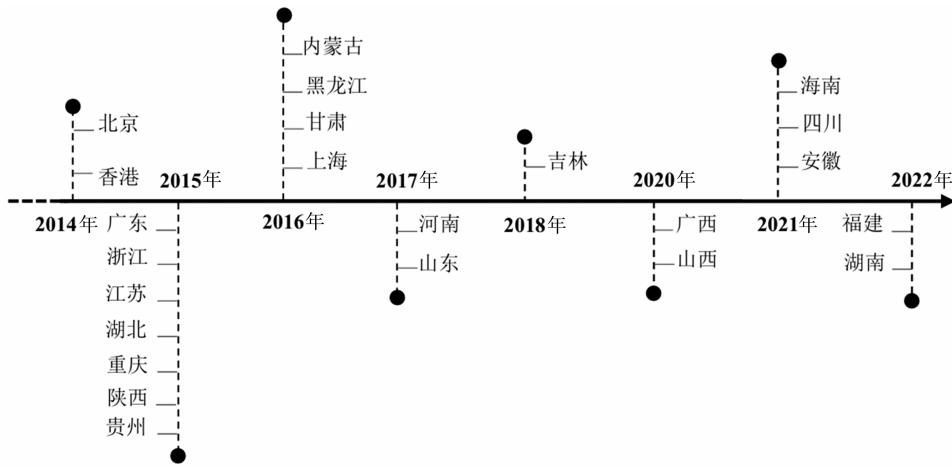 内蒙古
黑龙江
甘肃
上海
北京
香港
吉林
海南
四川
安徽
2015年
2017年
2020年
2022年
2014年
2016年
2018年
2021年
广东
浙江
江苏
湖北
重庆
陕西
贵州
河南
山东
广西
山西
福建
湖南